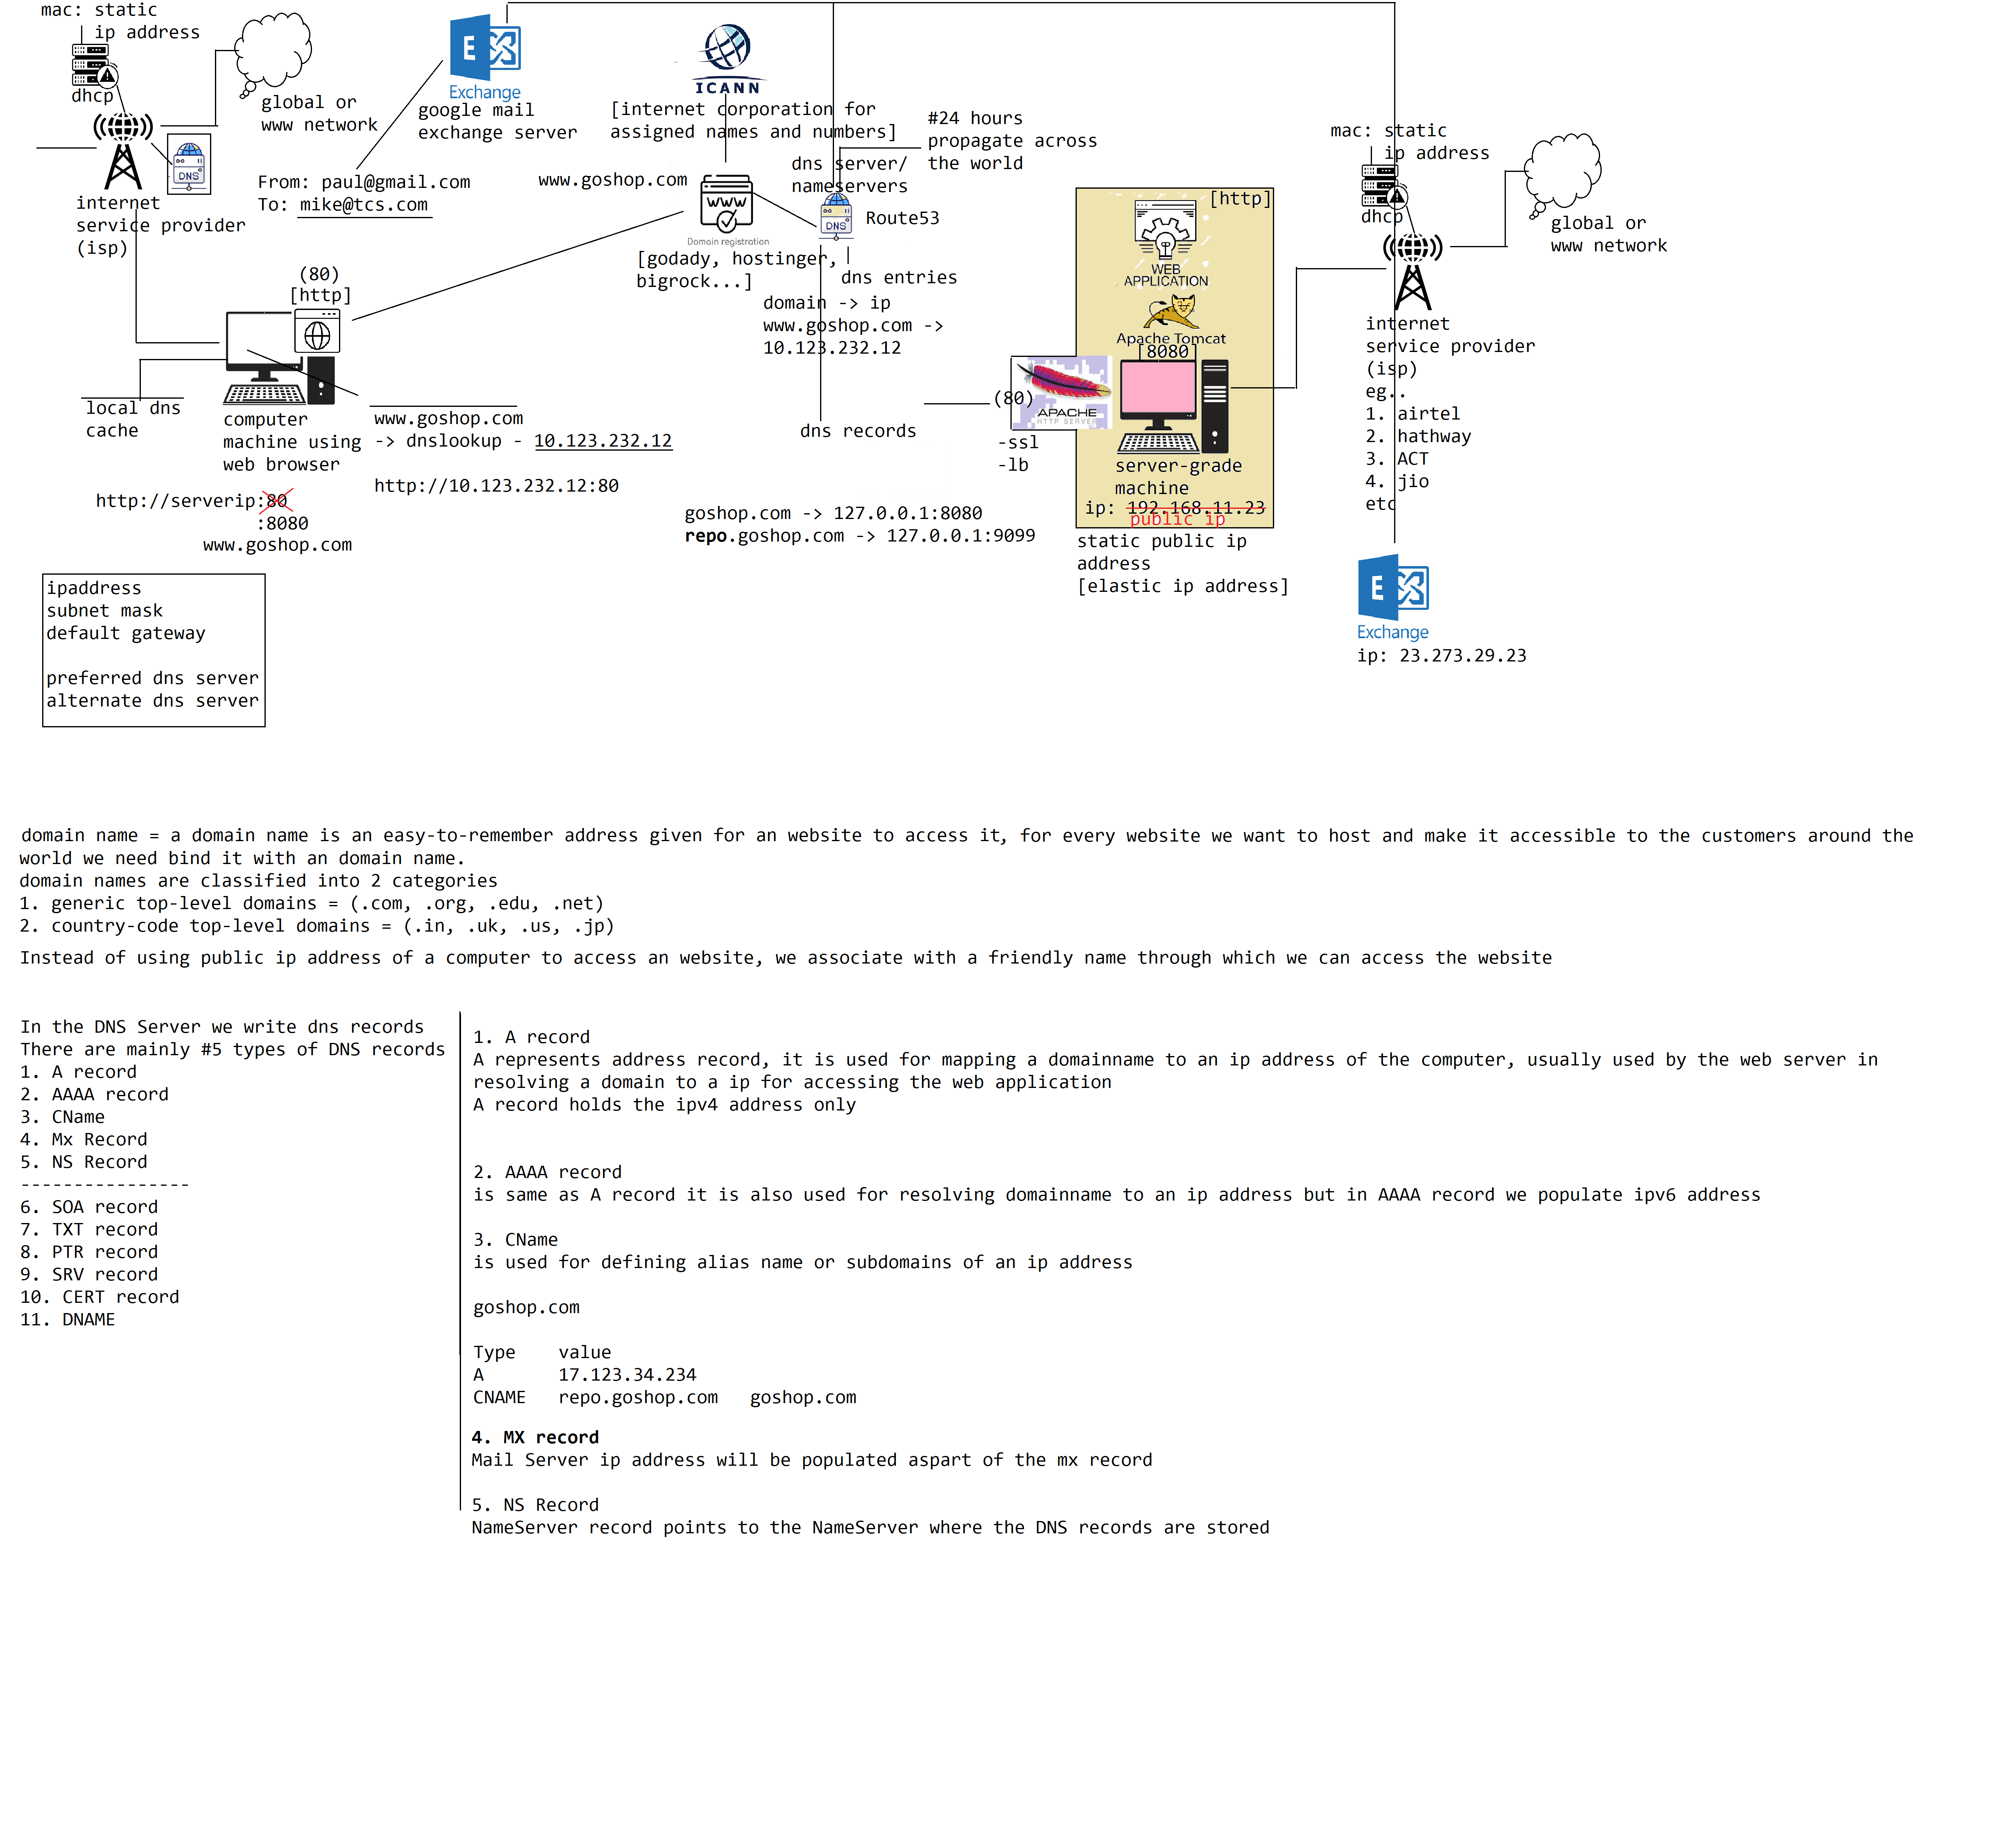 mac: static
ip address
dhcp
global or
www network
internet
service provider
(isp)
DNS
E
Exchange
google mail
exchange server
From: paul@gmail.com
To: mike@tcs.com
ICANN
[internet corporation for
assigned names and numbers]
#24 hours
propagate across
the world
dns server/
nameservers
www.goshop.com
WWW
Domain registration
[godady, hostinger,
bigrock...]
DNS
Route53
dns entries
domain -> ip
www.goshop.com ->
10.123.232.12
dns records
(80)
[http]
local dns
cache
computer
machine using
web browser
www.goshop.com
-> dnslookup - 10.123.232.12
http://10.123.232.12:80
http://serverip:80
:8080
www.goshop.com
goshop.com -> 127.0.0.1:8080
repo.goshop.com -> 127.0.0.1:9099
[http]
WEB
APPLICATION
Apache Tomcat
[8080]
(80)
APACHE
HTTP SERVER
-ssl
-lb
server-grade
machine
ip: 192.168.11.23
public ip
static public ip
address
[elastic ip address]
mac: static
ip address
dhcp
global or
www network
internet
service provider
(isp)
eg..
1. airtel
2. hathway
3. ACT
4. jio
etc
E
Exchange
ip: 23.273.29.23
ipaddress
subnet mask
default gateway
preferred dns server
alternate dns server
domain name = a domain name is an easy-to-remember address given for an website to access it, for every website we want to host and make it accessible to the customers around the
world we need bind it with an domain name.
domain names are classified into 2 categories
1. generic top-level domains = (.com, .org, .edu, .net)
2. country-code top-level domains = (.in, .uk, .us, .jp)
Instead of using public ip address of a computer to access an website, we associate with a friendly name through which we can access the website
In the DNS Server we write dns records
There are mainly #5 types of DNS records
1. A record
2. AAAA record
3. CName
4. Mx Record
5. NS Record
----------------
6. SOA record
7. TXT record
8. PTR record
9. SRV record
10. CERT record
11. DNAME
1. A record
A represents address record, it is used for mapping a domainname to an ip address of the computer, usually used by the web server in
resolving a domain to a ip for accessing the web application
A record holds the ipv4 address only
2. AAAA record
is same as A record it is also used for resolving domainname to an ip address but in AAAA record we populate ipv6 address
3. CName
is used for defining alias name or subdomains of an ip address
goshop.com
Type value
A 17.123.34.234
CNAME repo.goshop.com goshop.com
4. MX record
Mail Server ip address will be populated aspart of the mx record
5. NS Record
NameServer record points to the NameServer where the DNS records are stored